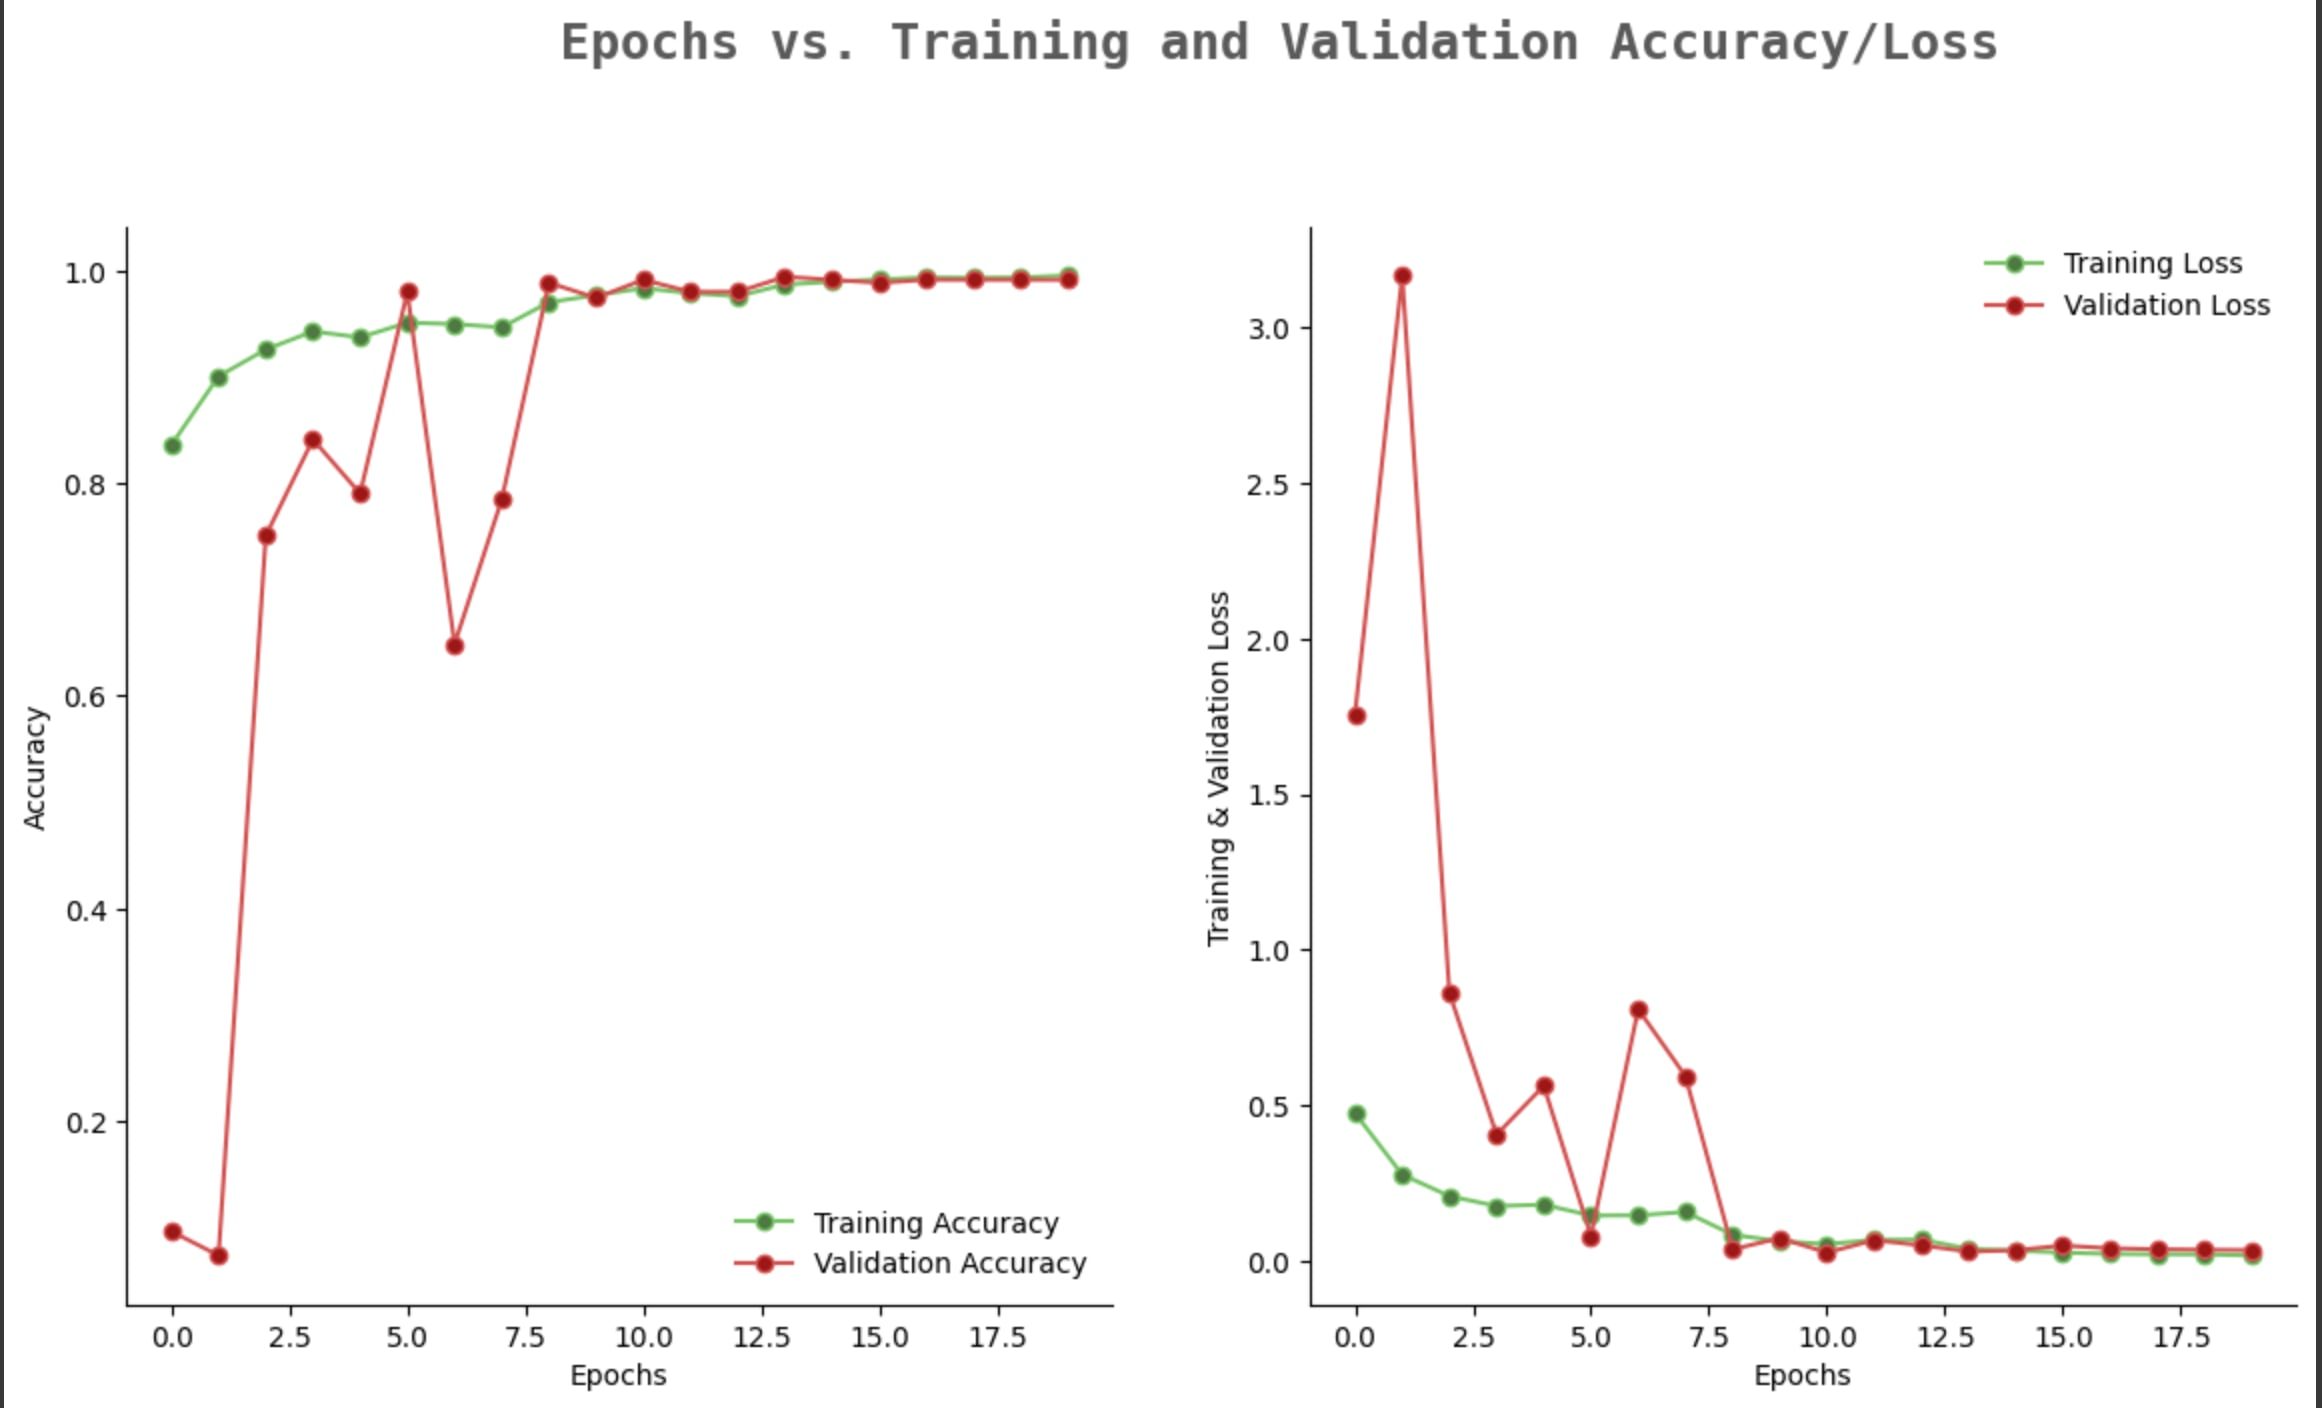 Epochs vs. Training and Validation Accuracy/Loss
Accuracy
1.0
0.8
0.6
0.4
0.2
Training Accuracy
Validation Accuracy
0.0 2.5 5.0 7.5 10.0 12.5 15.0 17.5
Epochs
Training & Validation Loss
3.0
2.5
2.0
1.5
1.0
0.5
0.0
Training Loss
Validation Loss
0.0 2.5 5.0 7.5 10.0 12.5 15.0 17.5
Epochs